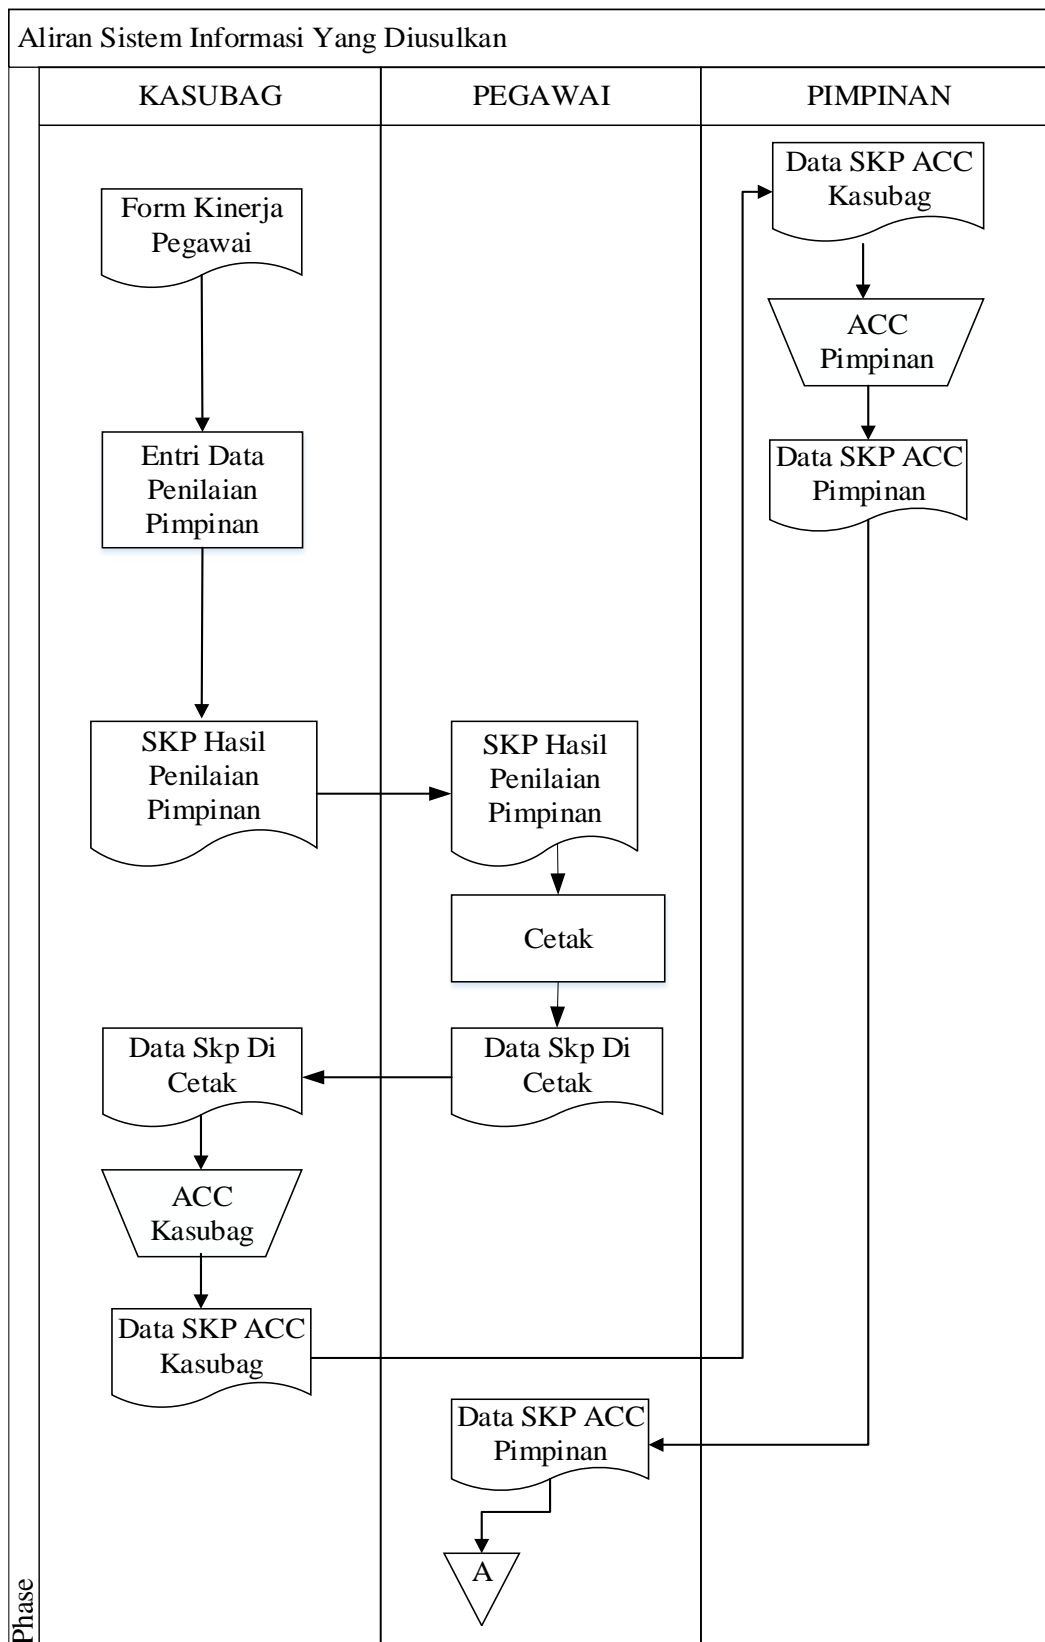 Aliran Sistem Informasi Yang Diusulkan
KASUBAG
PEGAWAI
PIMPINAN
Form Kinerja
Pegawai
Entri Data
Penilaian
Pimpinan
SKP Hasil
Penilaian
Pimpinan
SKP Hasil
Penilaian
Pimpinan
Cetak
Data Skp Di
Cetak
Data Skp Di
Cetak
ACC
Kasubag
Data SKP ACC
Kasubag
Data SKP ACC
Kasubag
ACC
Pimpinan
Data SKP ACC
Pimpinan
Data SKP ACC
Pimpinan
A
Phase